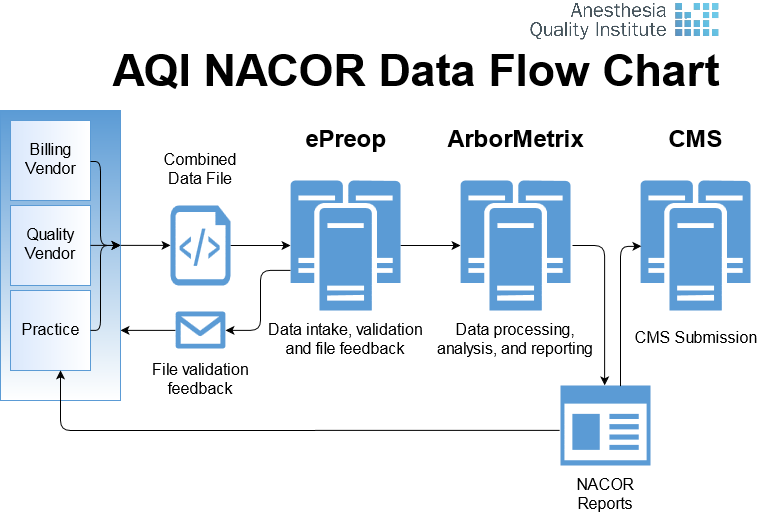 Anesthesia
Quality Institute
AQI NACOR Data Flow Chart
Billing
Vendor
Quality
Vendor
Practice
Combined
Data File
</>
File validation
feedback
ePreop
Data intake, validation
and file feedback
ArborMetrix
Data processing,
analysis, and reporting
CMS
CMS Submission
NACOR
Reports